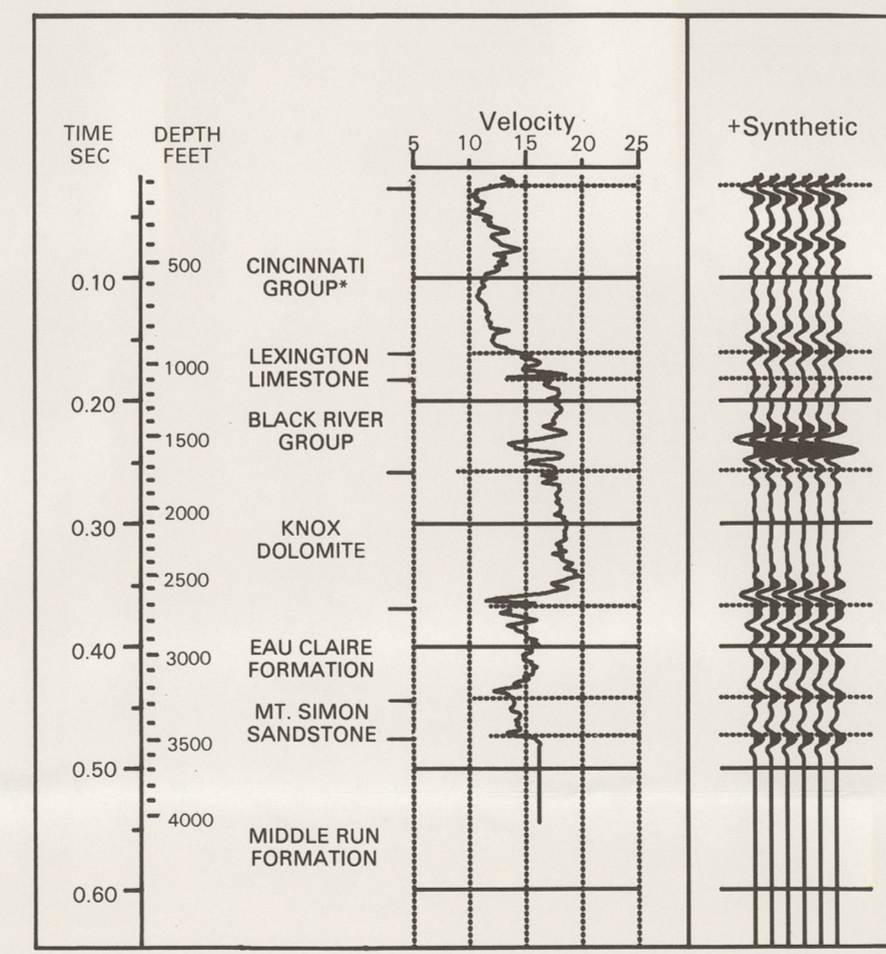 TIME
SEC
DEPTH
FEET
Velocity
5 10 15 20 25
+Synthetic
500
0.10
CINCINNATI
GROUP*
1000
LEXINGTON
LIMESTONE
0.20
BLACK RIVER
GROUP
1500
2000
0.30
KNOX
DOLOMITE
2500
0.40
3000
EAU CLAIRE
FORMATION
MT. SIMON
SANDSTONE
3500
0.50
4000
MIDDLE RUN
FORMATION
0.60